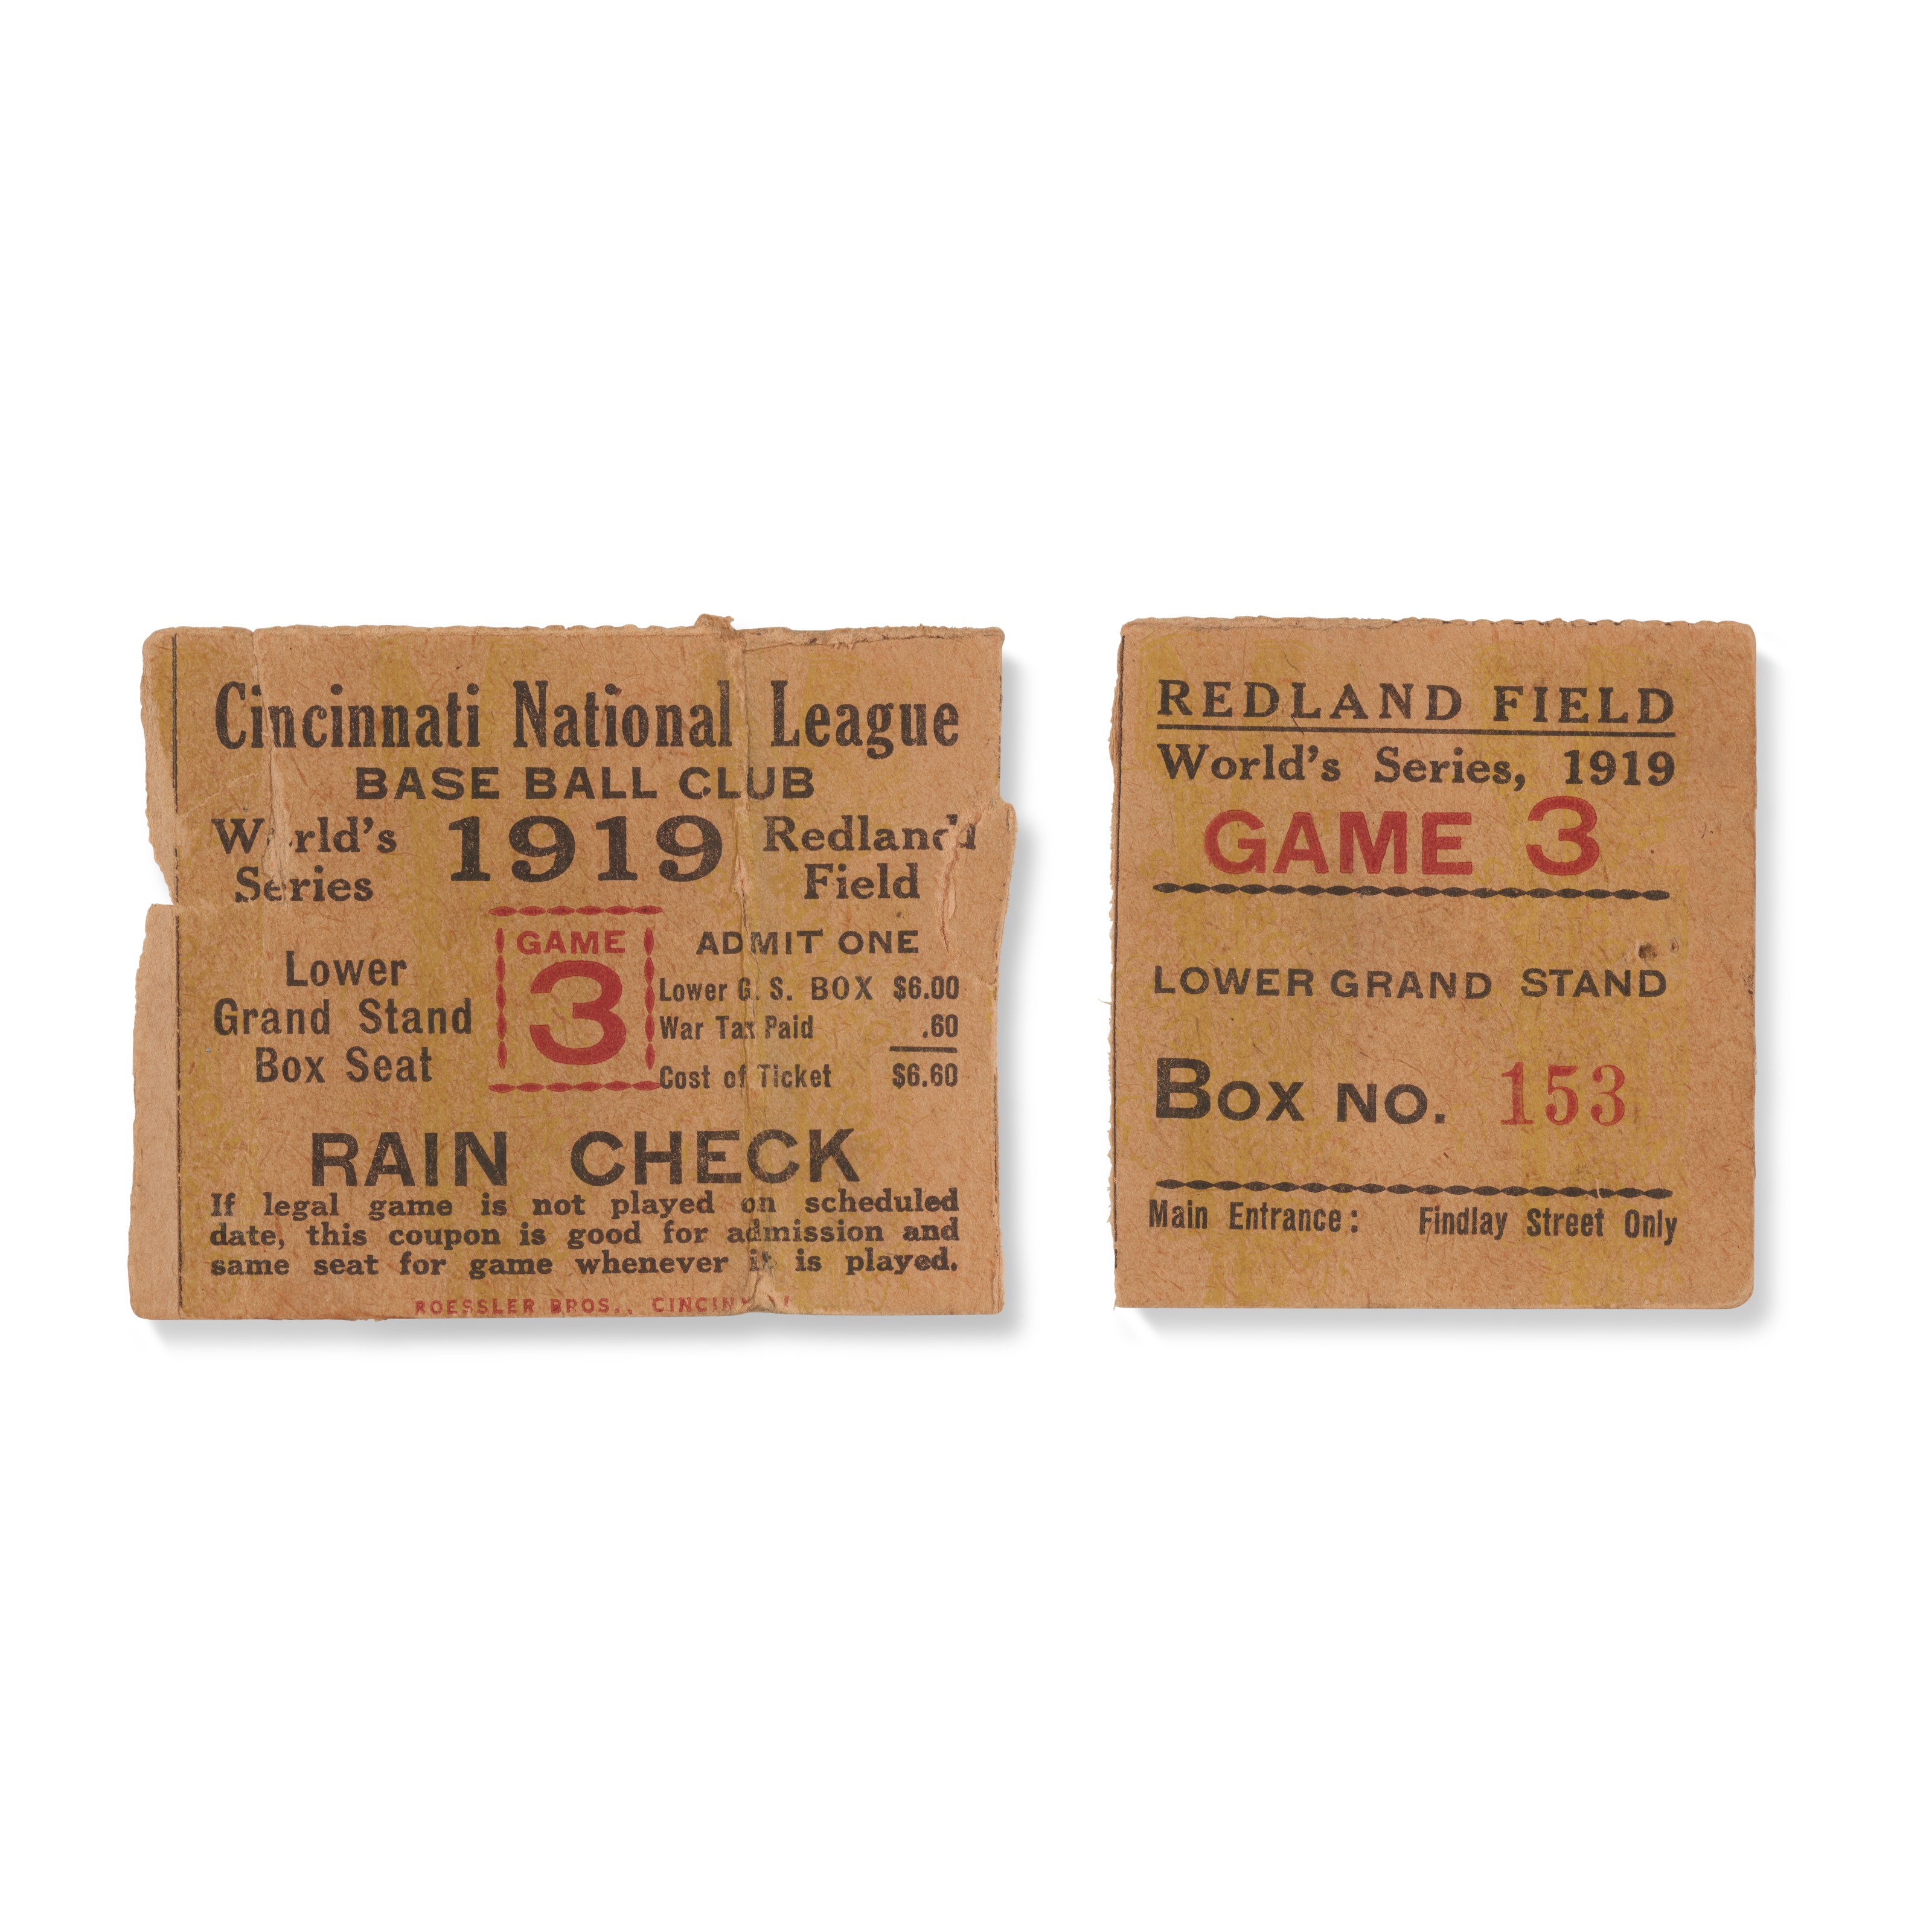 Cincinnati National League
BASE BALL CLUB
World's
Series
1919
Redland
Field
Lower
Grand Stand
Box Seat
GAME
3
ADMIT ONE
Lower G. S. BOX $6.00
War Tax Paid .60
Cost of Ticket $6.60
RAIN CHECK
If legal game is not played on scheduled
date, this coupon is good for admission and
same seat for game whenever it is played.
ROESSLER BROS., CINCINNATI
REDLAND FIELD
World's Series, 1919
GAME 3
LOWER GRAND STAND
BOX NO. 153
Main Entrance: Findlay Street Only